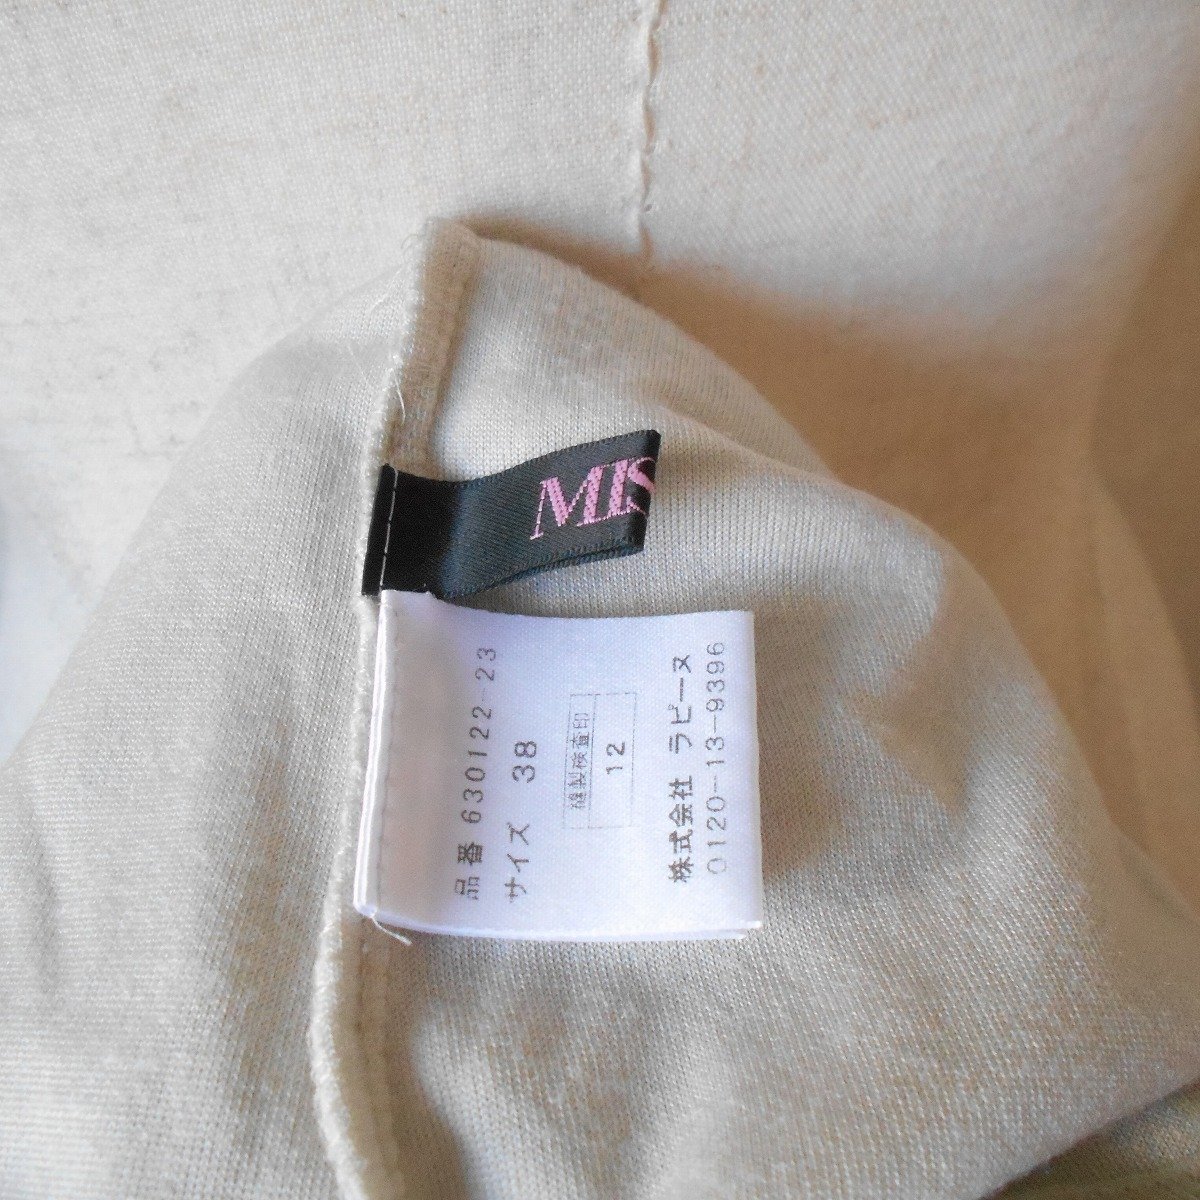 MIS
品番 630122-23
サイズ 38
縫製検査印
12
株式会社 ラピーヌ
0120-13-9396